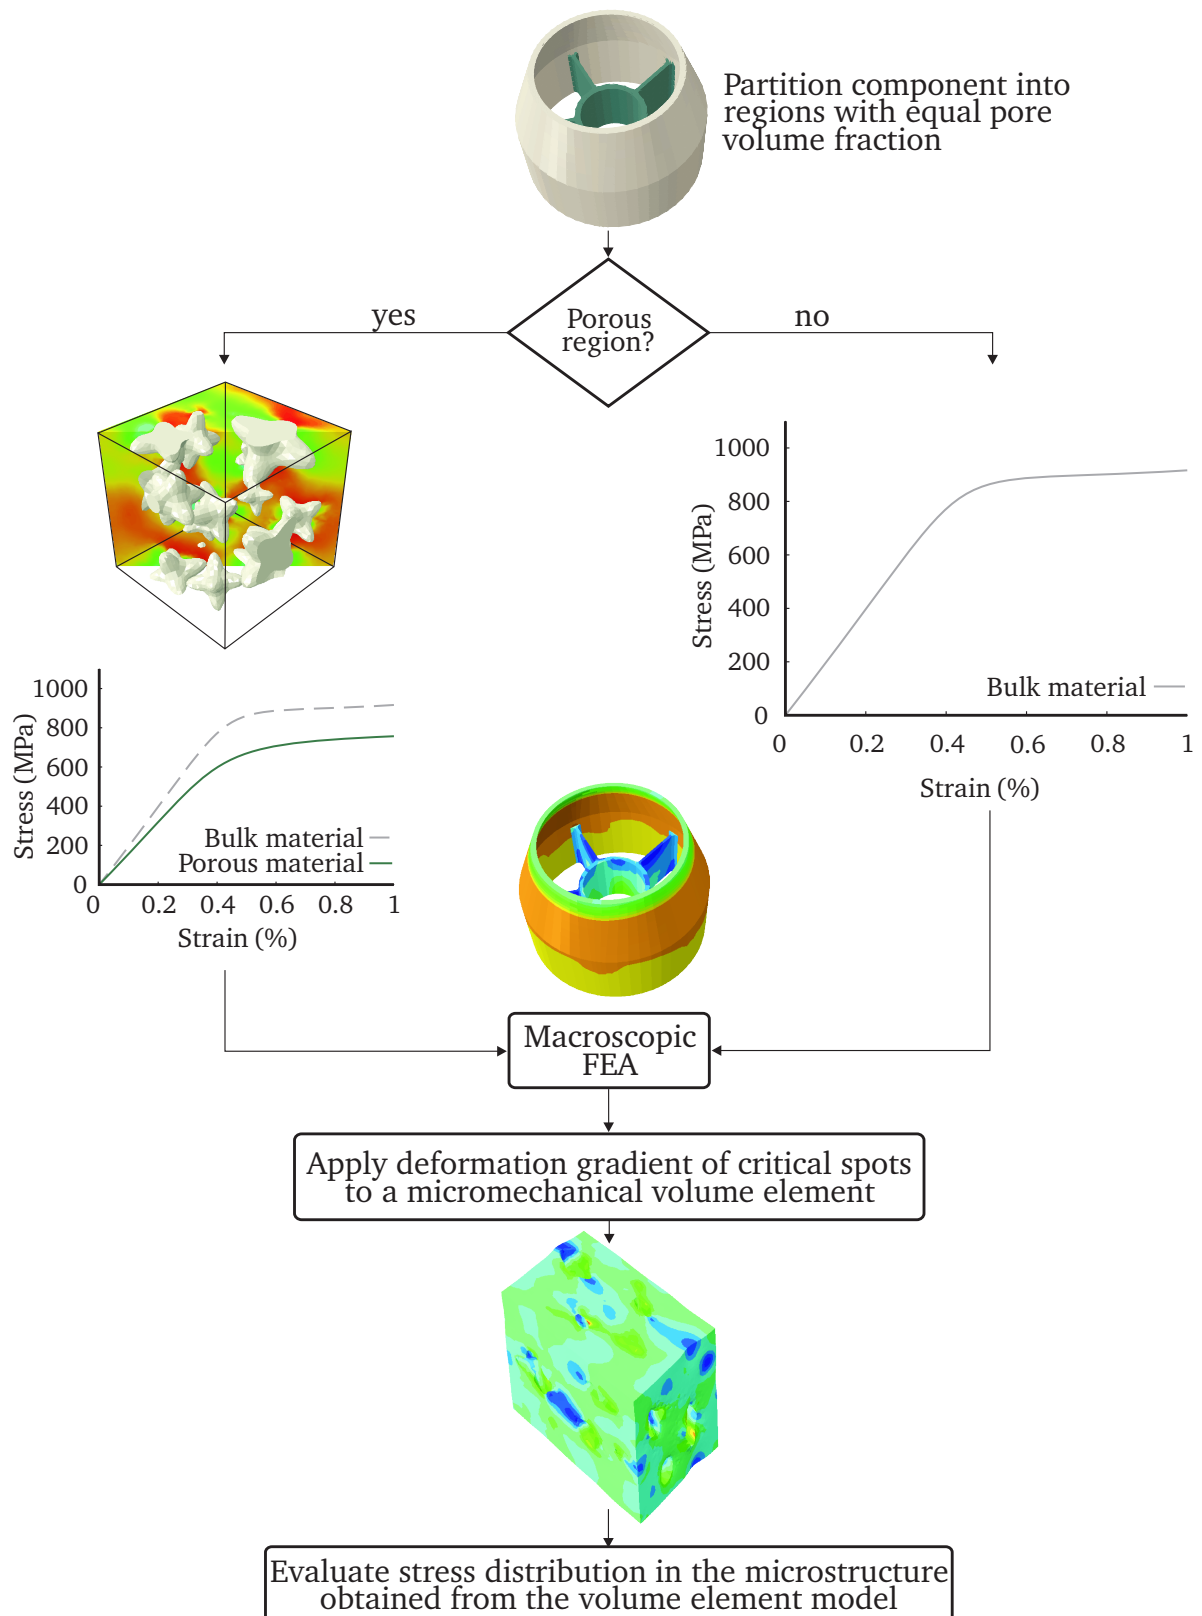 Partition component into
regions with equal pore
volume fraction
yes
Porous
region?
no
1000
800
600
400
200
0
Stress (MPa)
Bulk material
0 0.2 0.4 0.6 0.8 1
Strain (%)
1000
800
600
400
200
0
Stress (MPa)
Bulk material
Porous material
0 0.2 0.4 0.6 0.8 1
Strain (%)
Macroscopic
FEA
Apply deformation gradient of critical spots
to a micromechanical volume element
Evaluate stress distribution in the microstructure
obtained from the volume element model